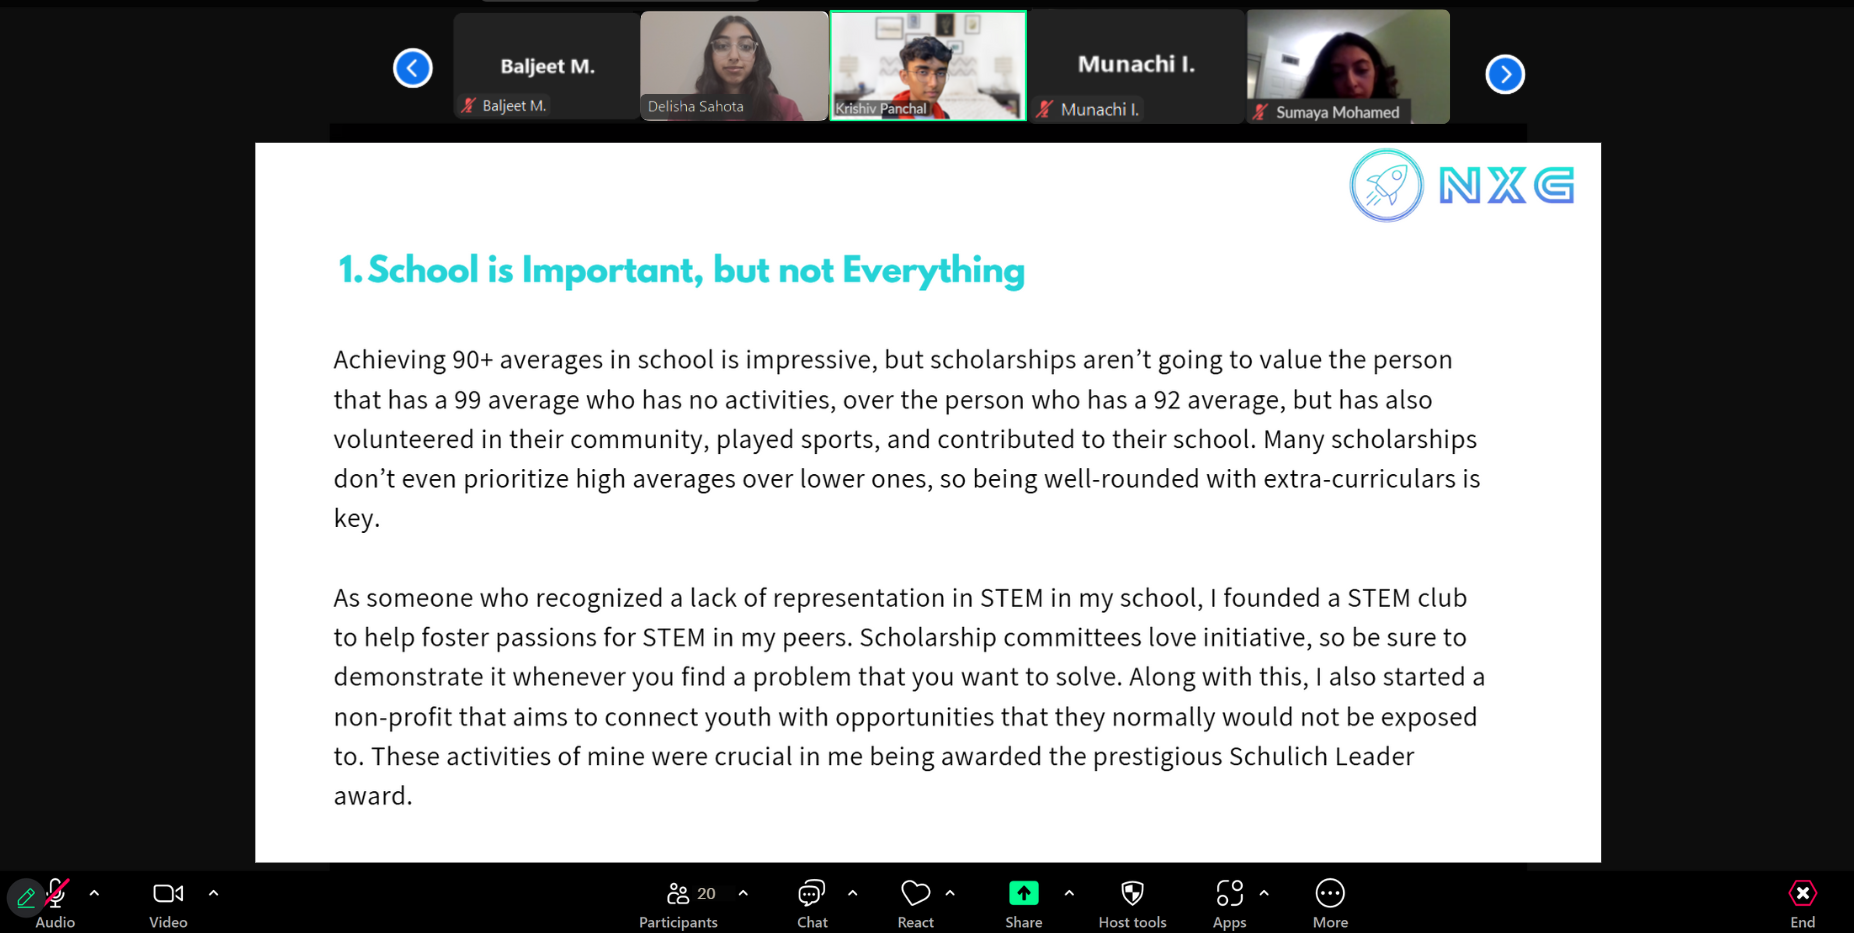 Baljeet M.
Baljeet M.
Delisha Sahota
Krishiv Panchal
Munachi I.
Munachi I.
Sumaya Mohamed
NXG
1. School is Important, but not Everything
Achieving 90+ averages in school is impressive, but scholarships aren’t going to value the person
that has a 99 average who has no activities, over the person who has a 92 average, but has also
volunteered in their community, played sports, and contributed to their school. Many scholarships
don’t even prioritize high averages over lower ones, so being well-rounded with extra-curriculars is
key.
As someone who recognized a lack of representation in STEM in my school, I founded a STEM club
to help foster passions for STEM in my peers. Scholarship committees love initiative, so be sure to
demonstrate it whenever you find a problem that you want to solve. Along with this, I also started a
non-profit that aims to connect youth with opportunities that they normally would not be exposed
to. These activities of mine were crucial in me being awarded the prestigious Schulich Leader
award.
20
Audio
Video
Participants
Chat
React
Share
Host tools
Apps
More
End